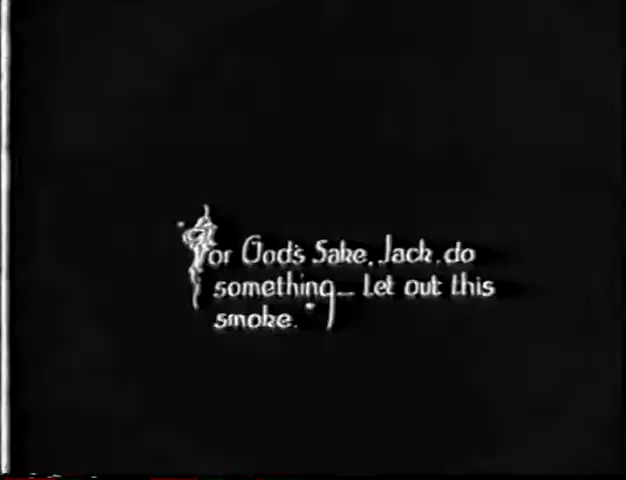 "For God's Sake, Jack, do
something— Let out this
smoke."